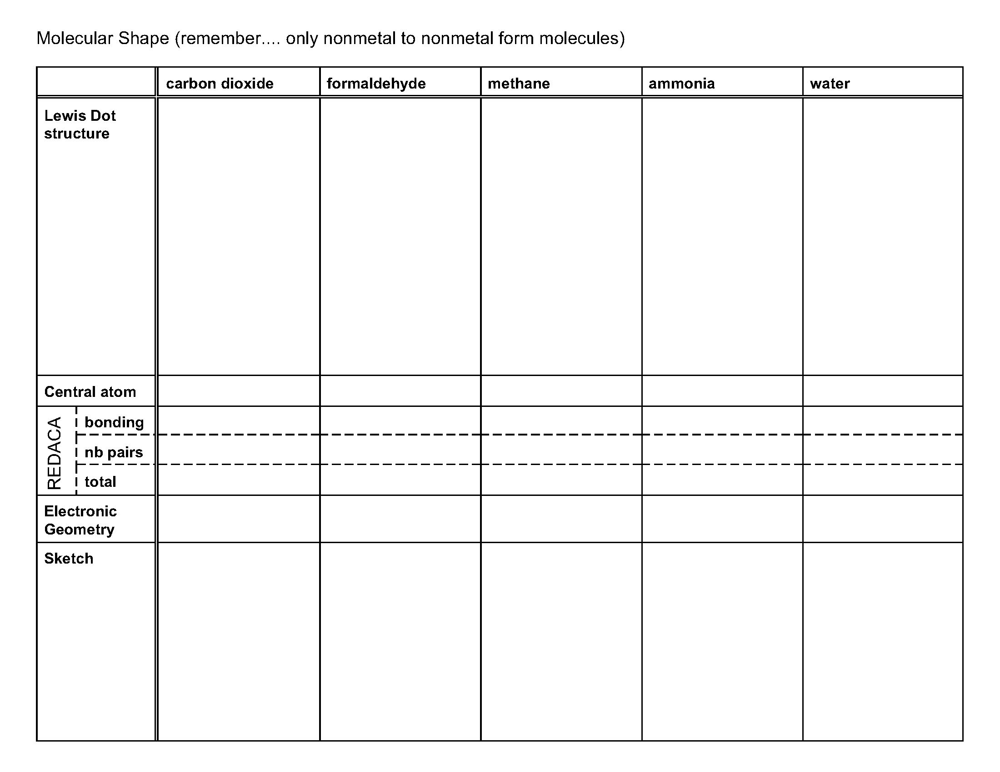 Molecular Shape (remember.... only nonmetal to nonmetal form molecules)
carbon dioxide formaldehyde methane ammonia water
Lewis Dot
structure
Central atom
REDACA
bonding
nb pairs
total
Electronic
Geometry
Sketch